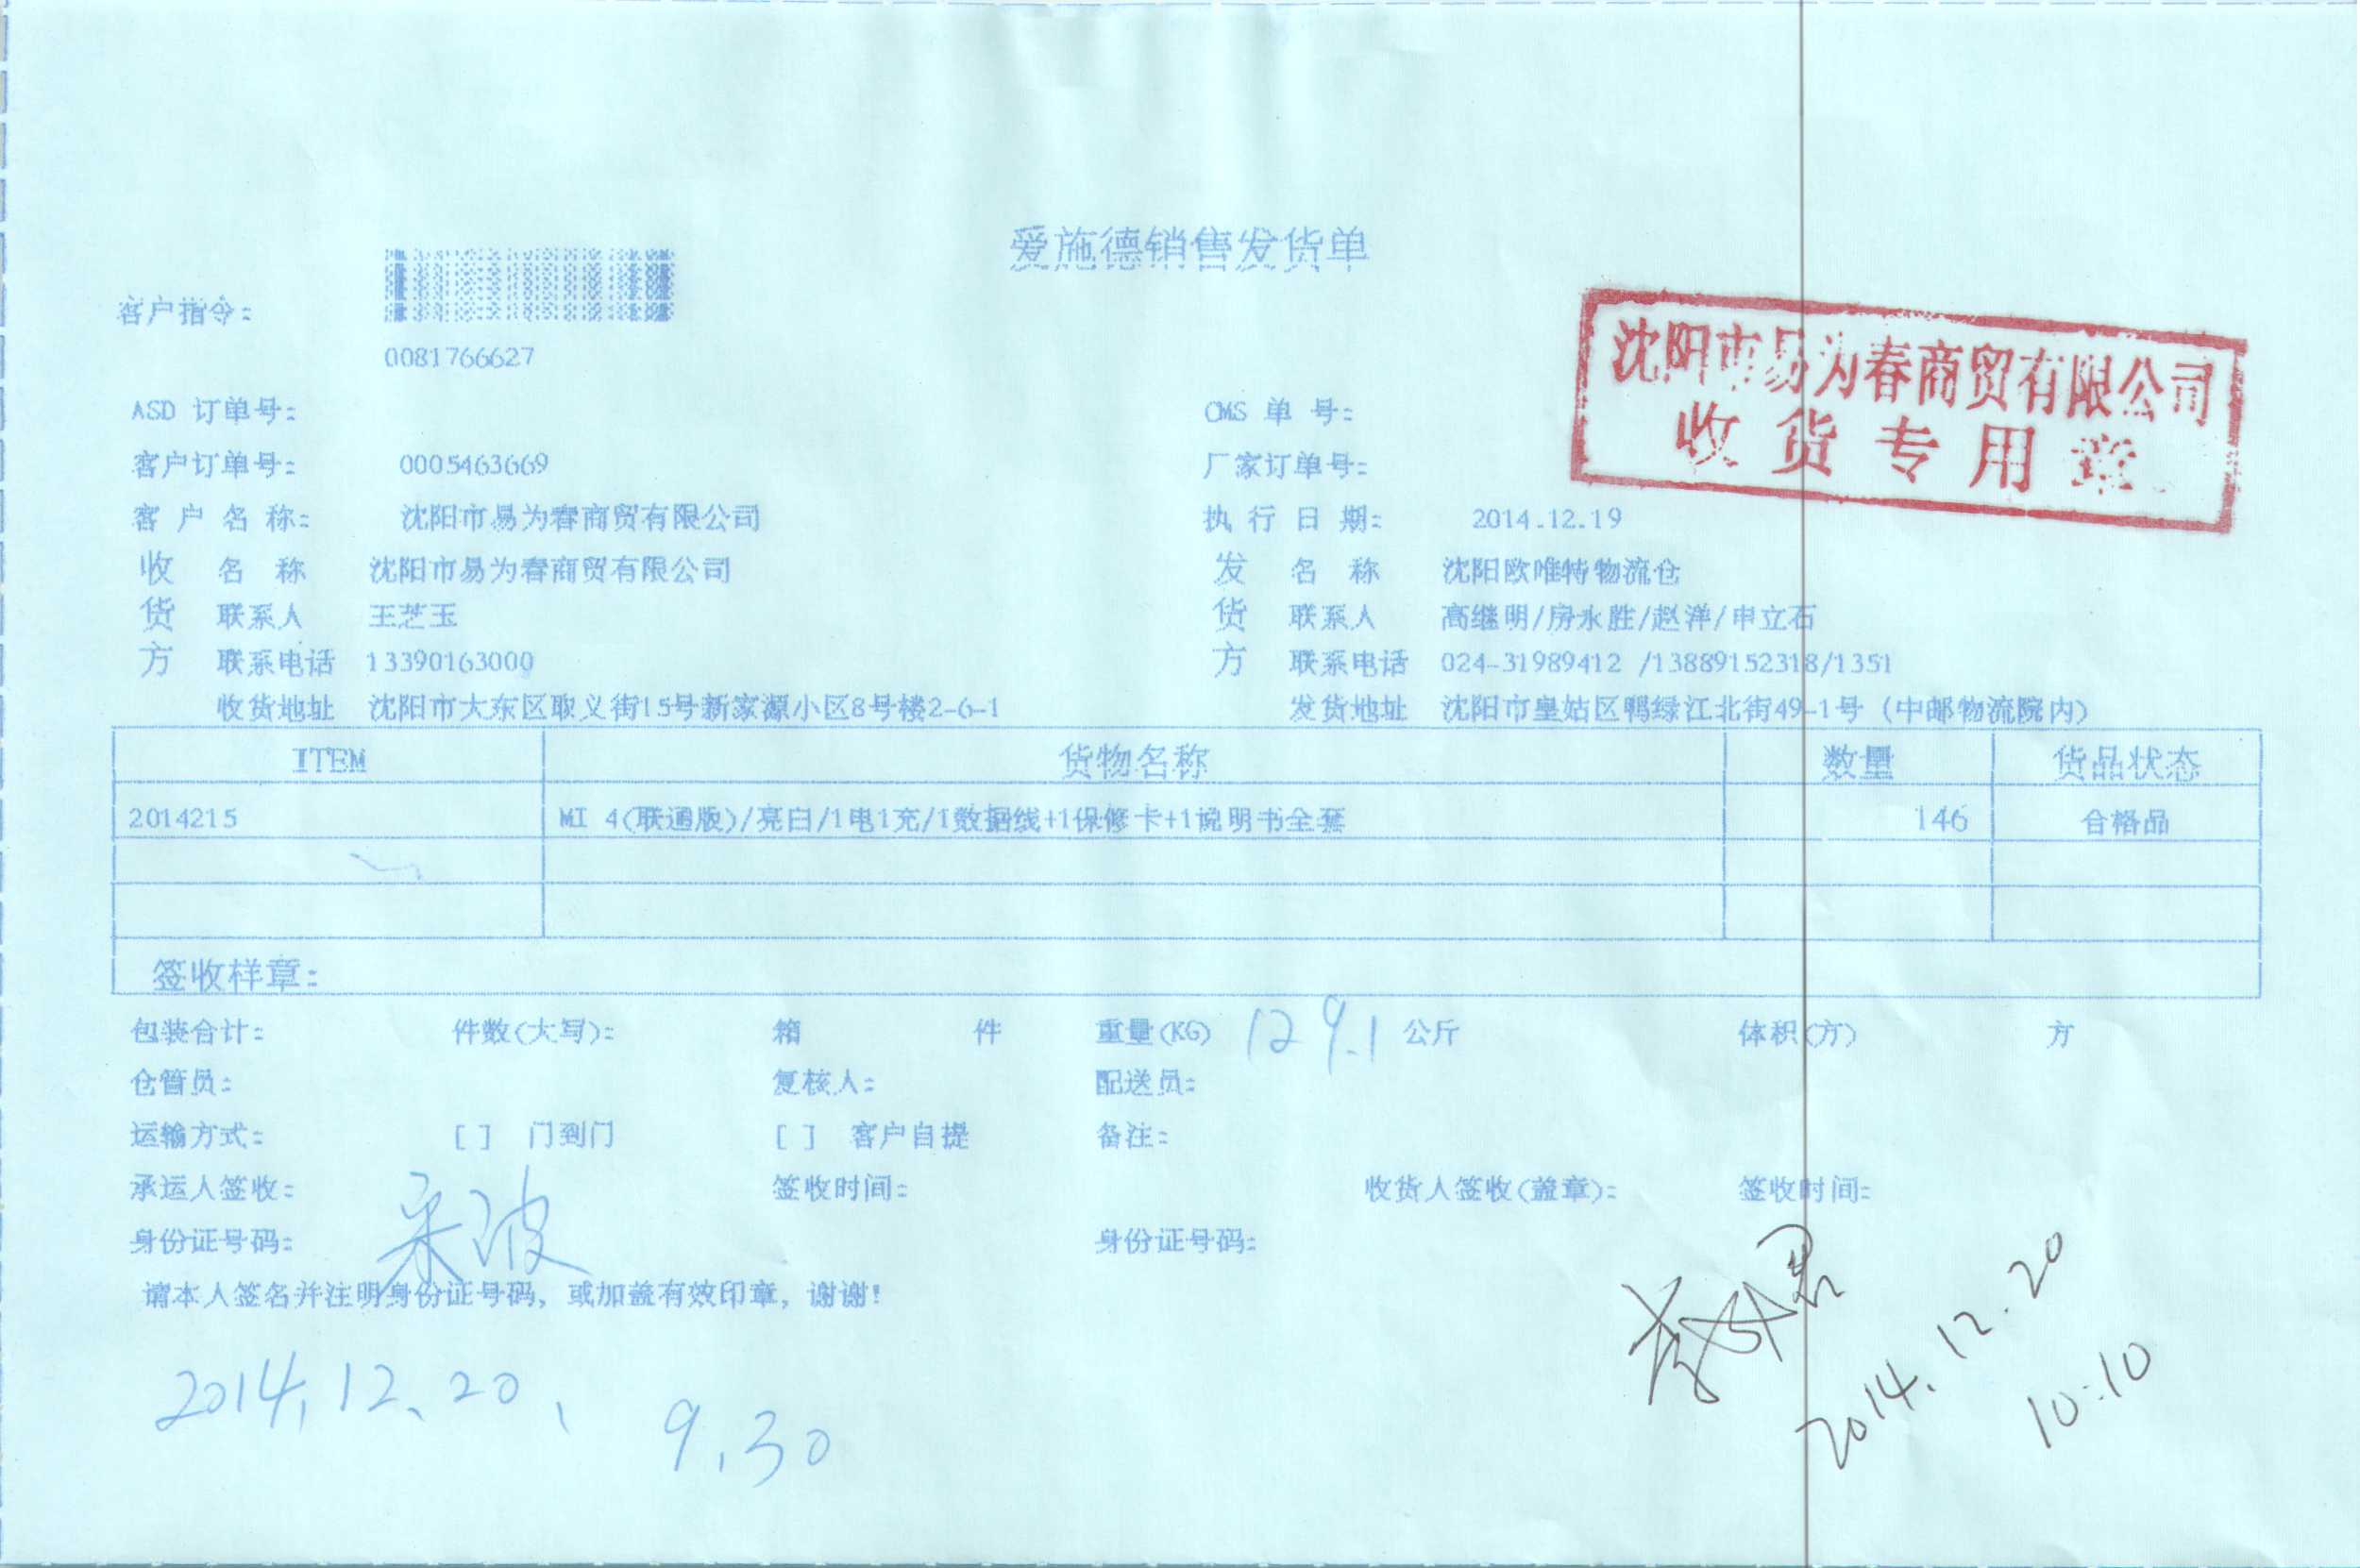 爱施德销售发货单
客户指令:
0081766627
沈阳市易为春商贸有限公司
收货专用章
ASD 订单号: OMS 单 号:
客户订单号: 0005463669 厂家订单号:
客 户 名 称: 沈阳市易为春商贸有限公司 执 行 日 期: 2014.12.19
收 名 称 沈阳市易为春商贸有限公司 发 名 称 沈阳欧唯特物流仓
货 联系人 王芝玉 货 联系人 高继明/房永胜/赵洋/申立石
方 联系电话 13390163000 方 联系电话 024-31989412 /13889152318/1351
收货地址 沈阳市大东区取义街15号新家源小区8号楼2-6-1 发货地址 沈阳市皇姑区鸭绿江北街49-1号 (中邮物流院内)
ITEM 货物名称 数量 货品状态
2014215 MI 4(联通版)/亮白/1电1充/1数据线+1保修卡+1说明书全套 146 合格品
签收样章:
包装合计: 件数(大写): 箱 件 重量(KG) 129.1 公斤 体积(方) 方
仓管员: 复核人: 配送员:
运输方式: [ ] 门到门 [ ] 客户自提 备注:
承运人签收: 签收时间: 收货人签收(盖章): 签收时间:
身份证号码: 身份证号码:
请本人签名并注明身份证号码, 或加盖有效印章, 谢谢!
2014.12.20、 9.30
2014.12.20
10:10